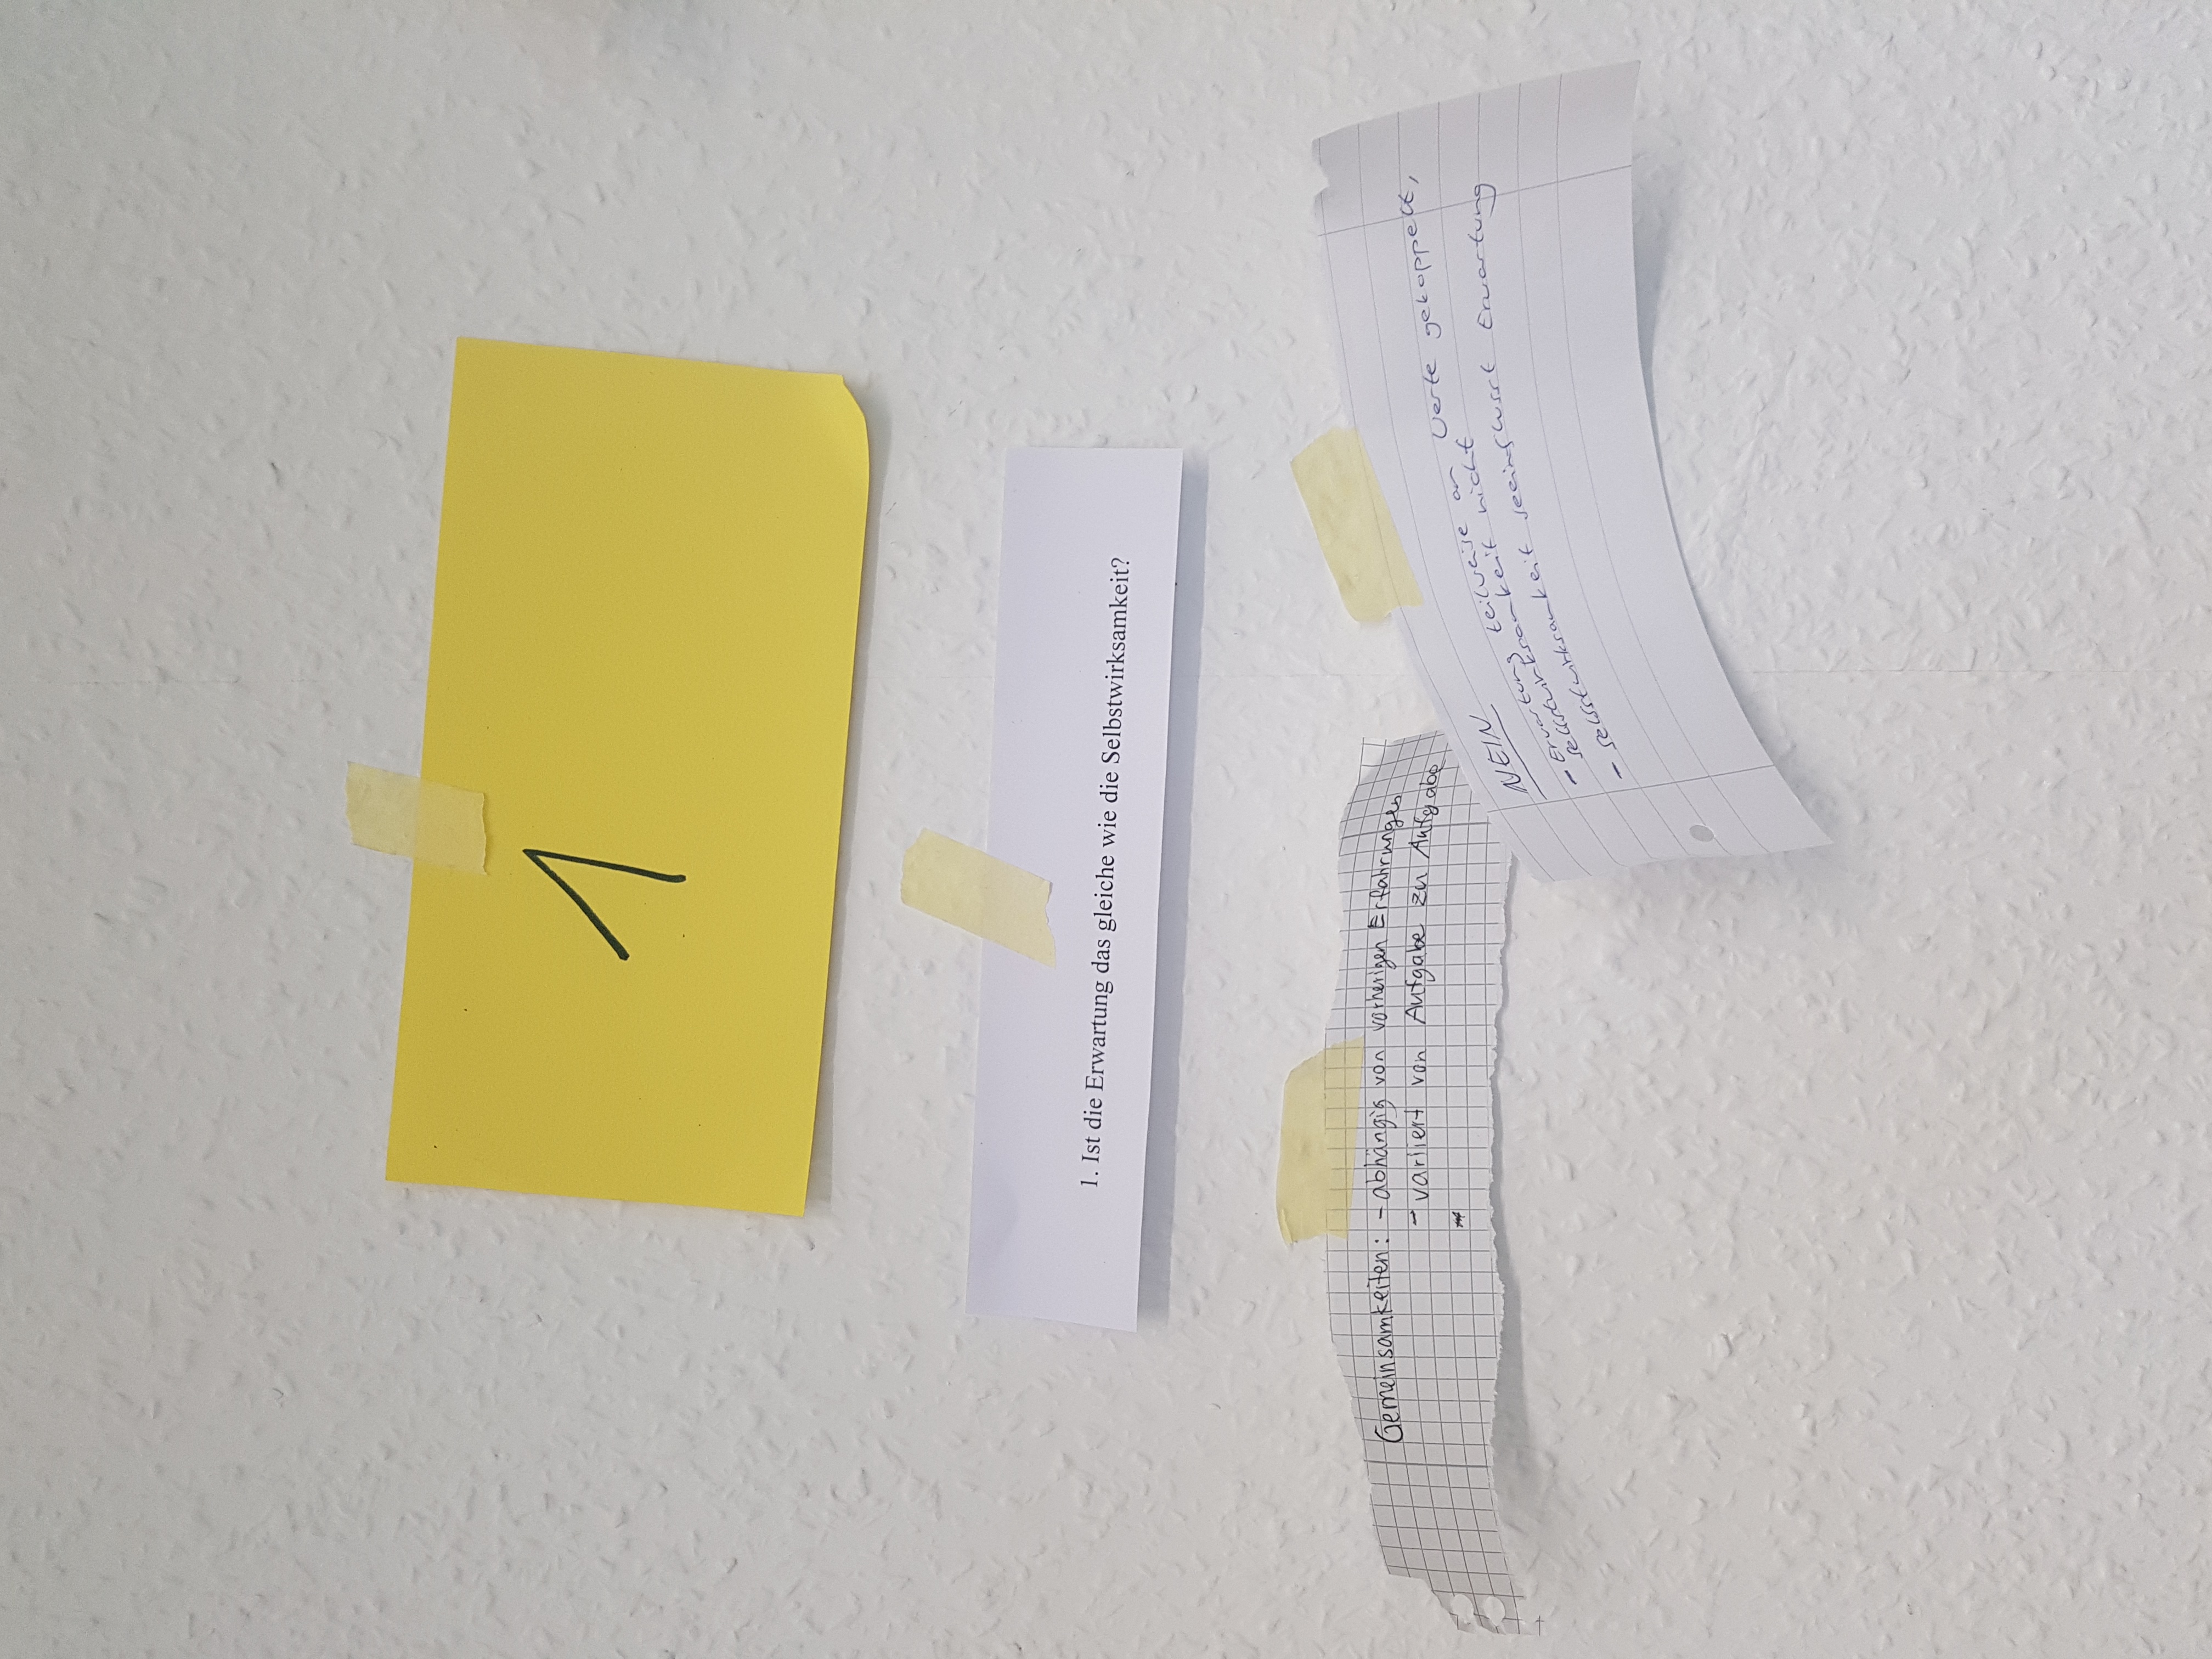 1
1. Ist die Erwartung das gleiche wie die Selbstwirksamkeit?
Gemeinsamkeiten: - abhängig von vorherigen Erfahrungen
- variiert von Aufgabe zu Aufgabe
NEIN
- Erwartung teilweise an Werte gekoppelt,
selbstwirksamkeit nicht
- selbstwirksamkeit beeinflusst Erwartung